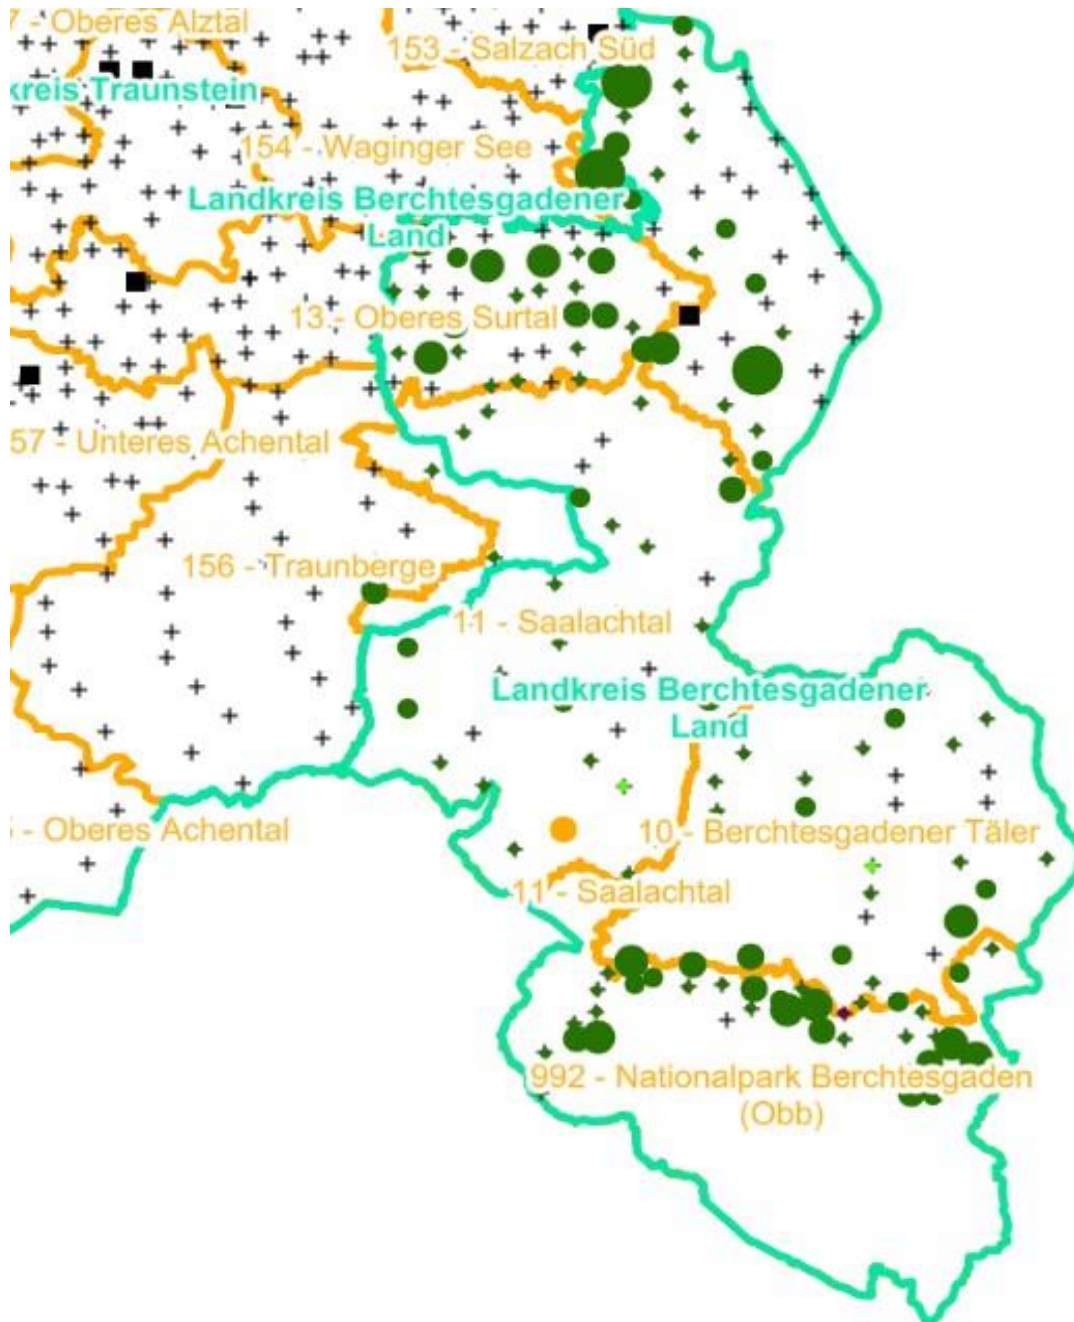 7 - Oberes Alztal
153 - Salzach Süd
kreis Traunstein
154 - Waginger See
Landkreis Berchtesgadener
Land
13 - Oberes Surtal
57 - Unteres Achental
156 - Traunberge
11 - Saalachtal
Landkreis Berchtesgadener
Land
- Oberes Achental
10 - Berchtesgadener Täler
11 - Saalachtal
992 - Nationalpark Berchtesgaden
(Obb)